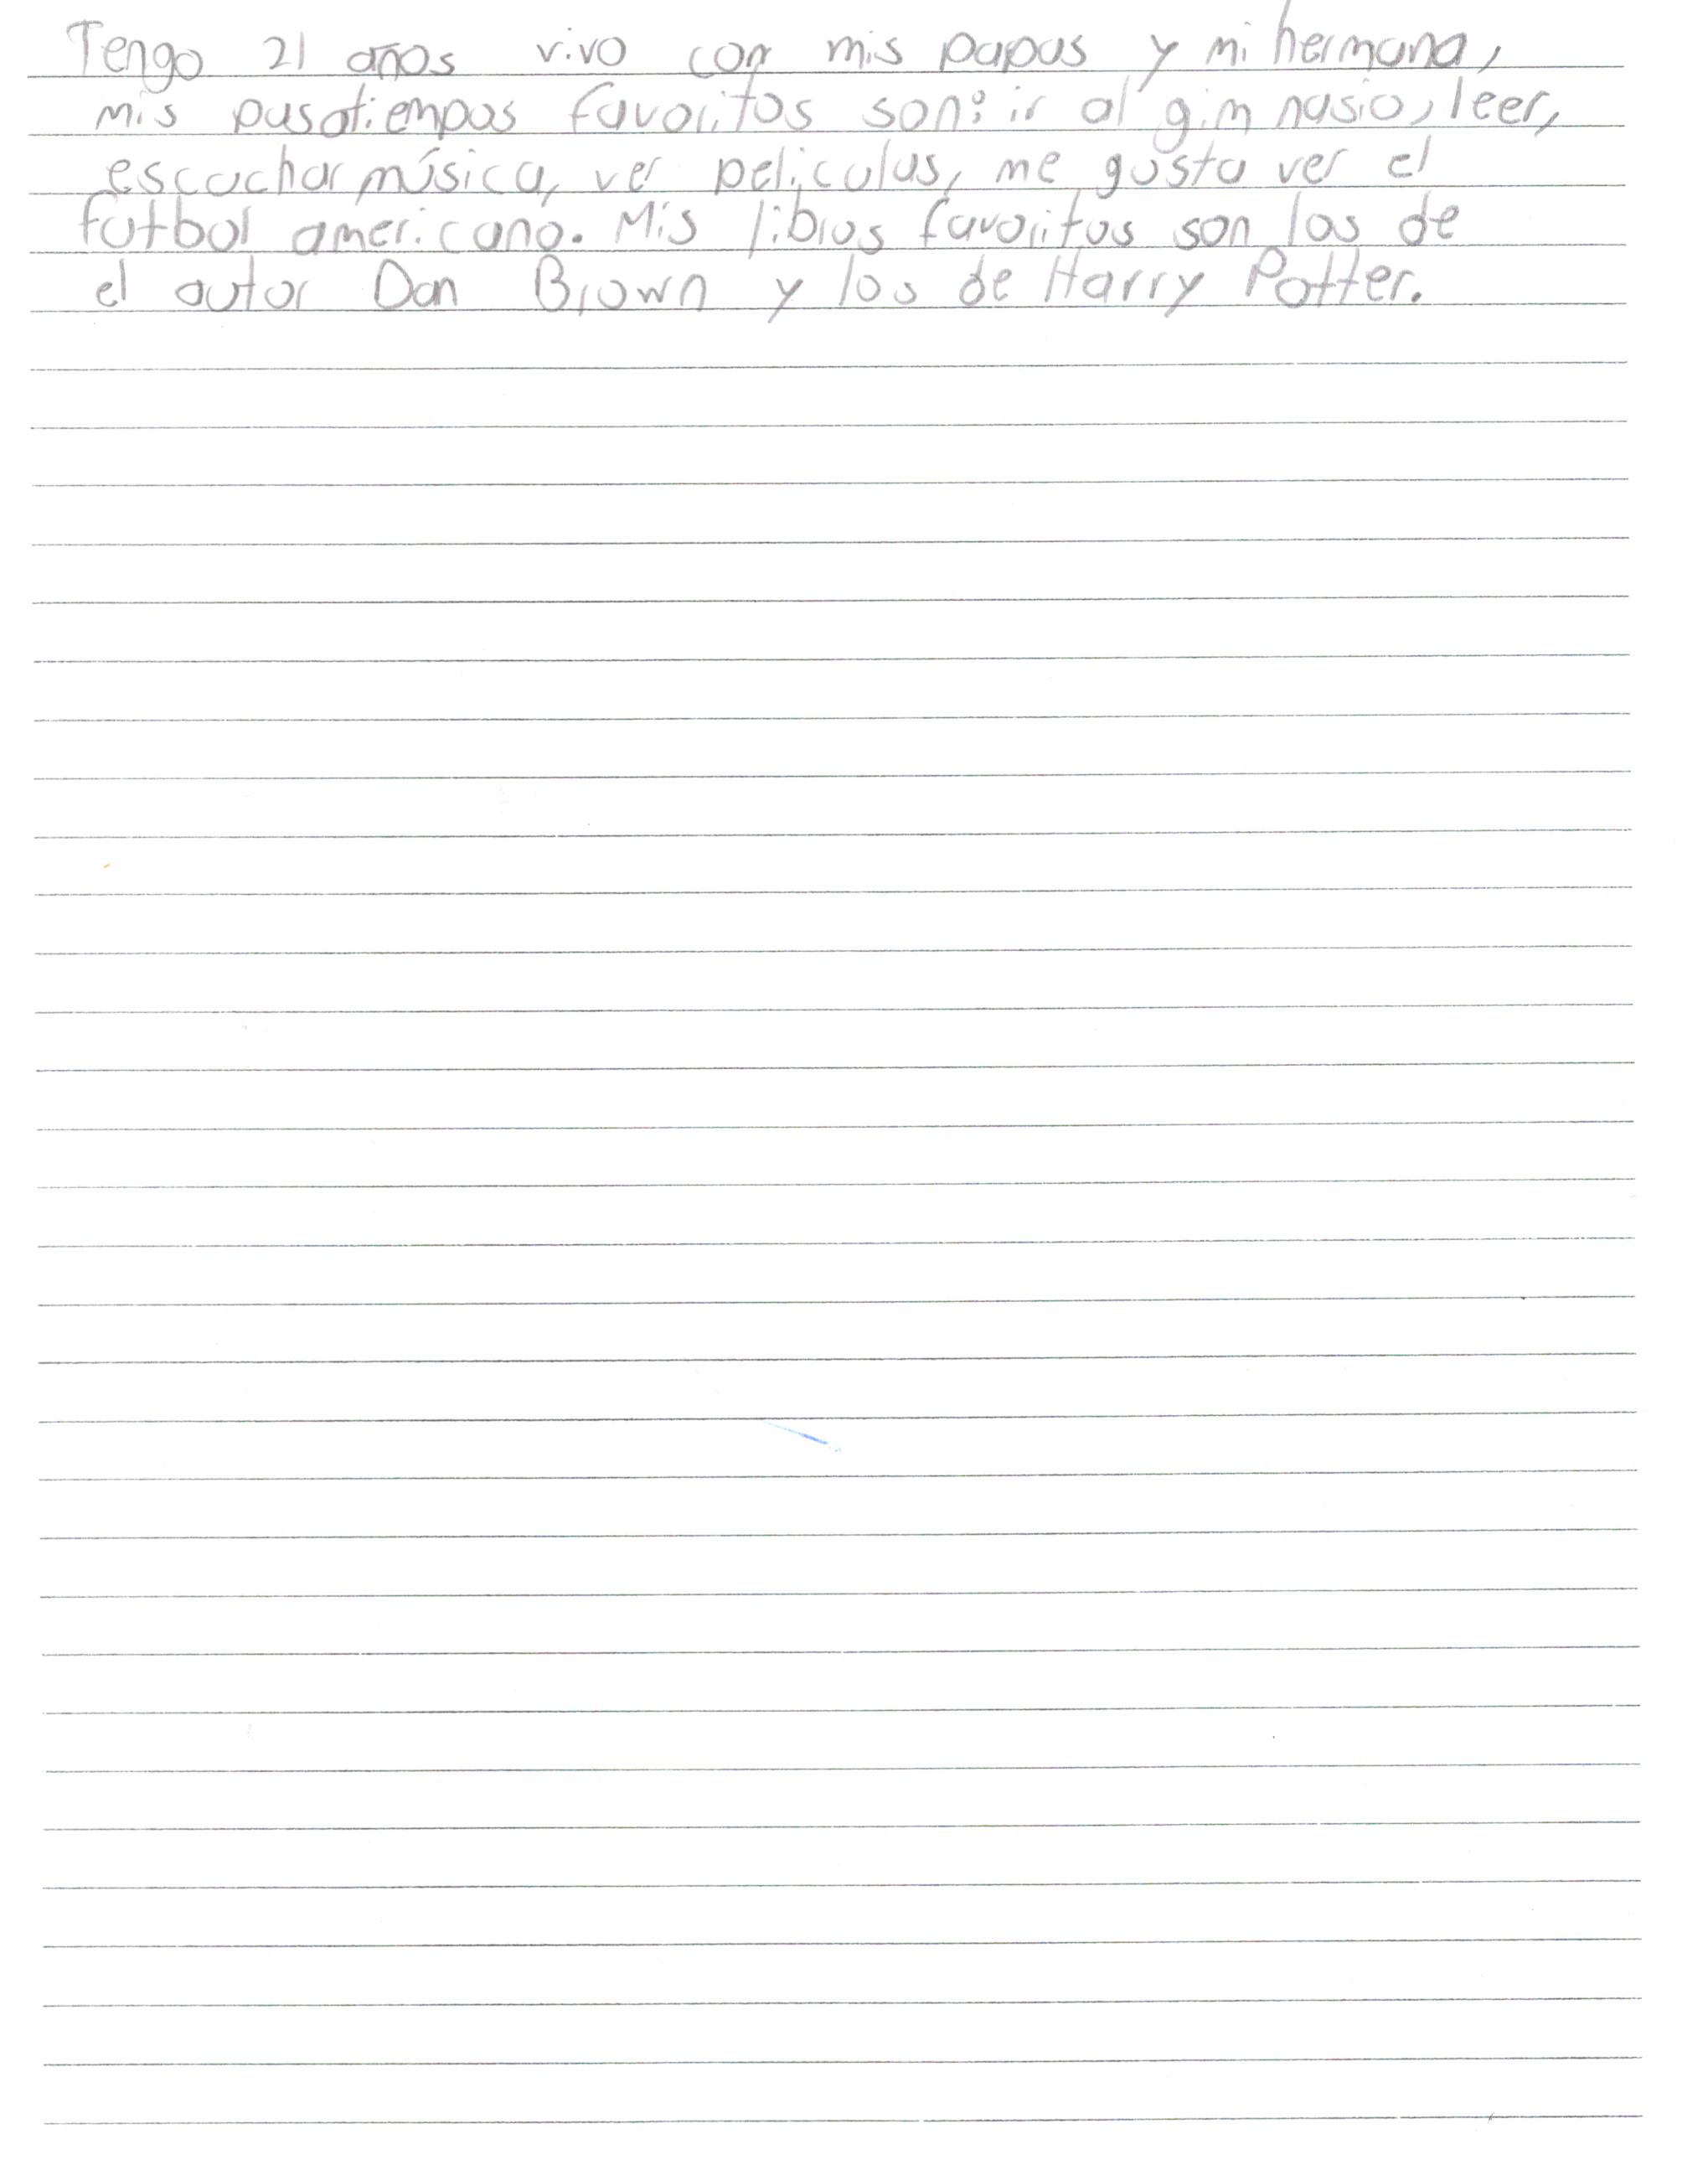 Tengo 21 años vivo con mis papas y mi hermana,
mis pasatiempos favoritos son: ir al gimnasio, leer,
escuchar música, ver peliculas, me gusta ver el
futbol americano. Mis libros favoritos son los de
el autor Dan Brown y los de Harry Potter.